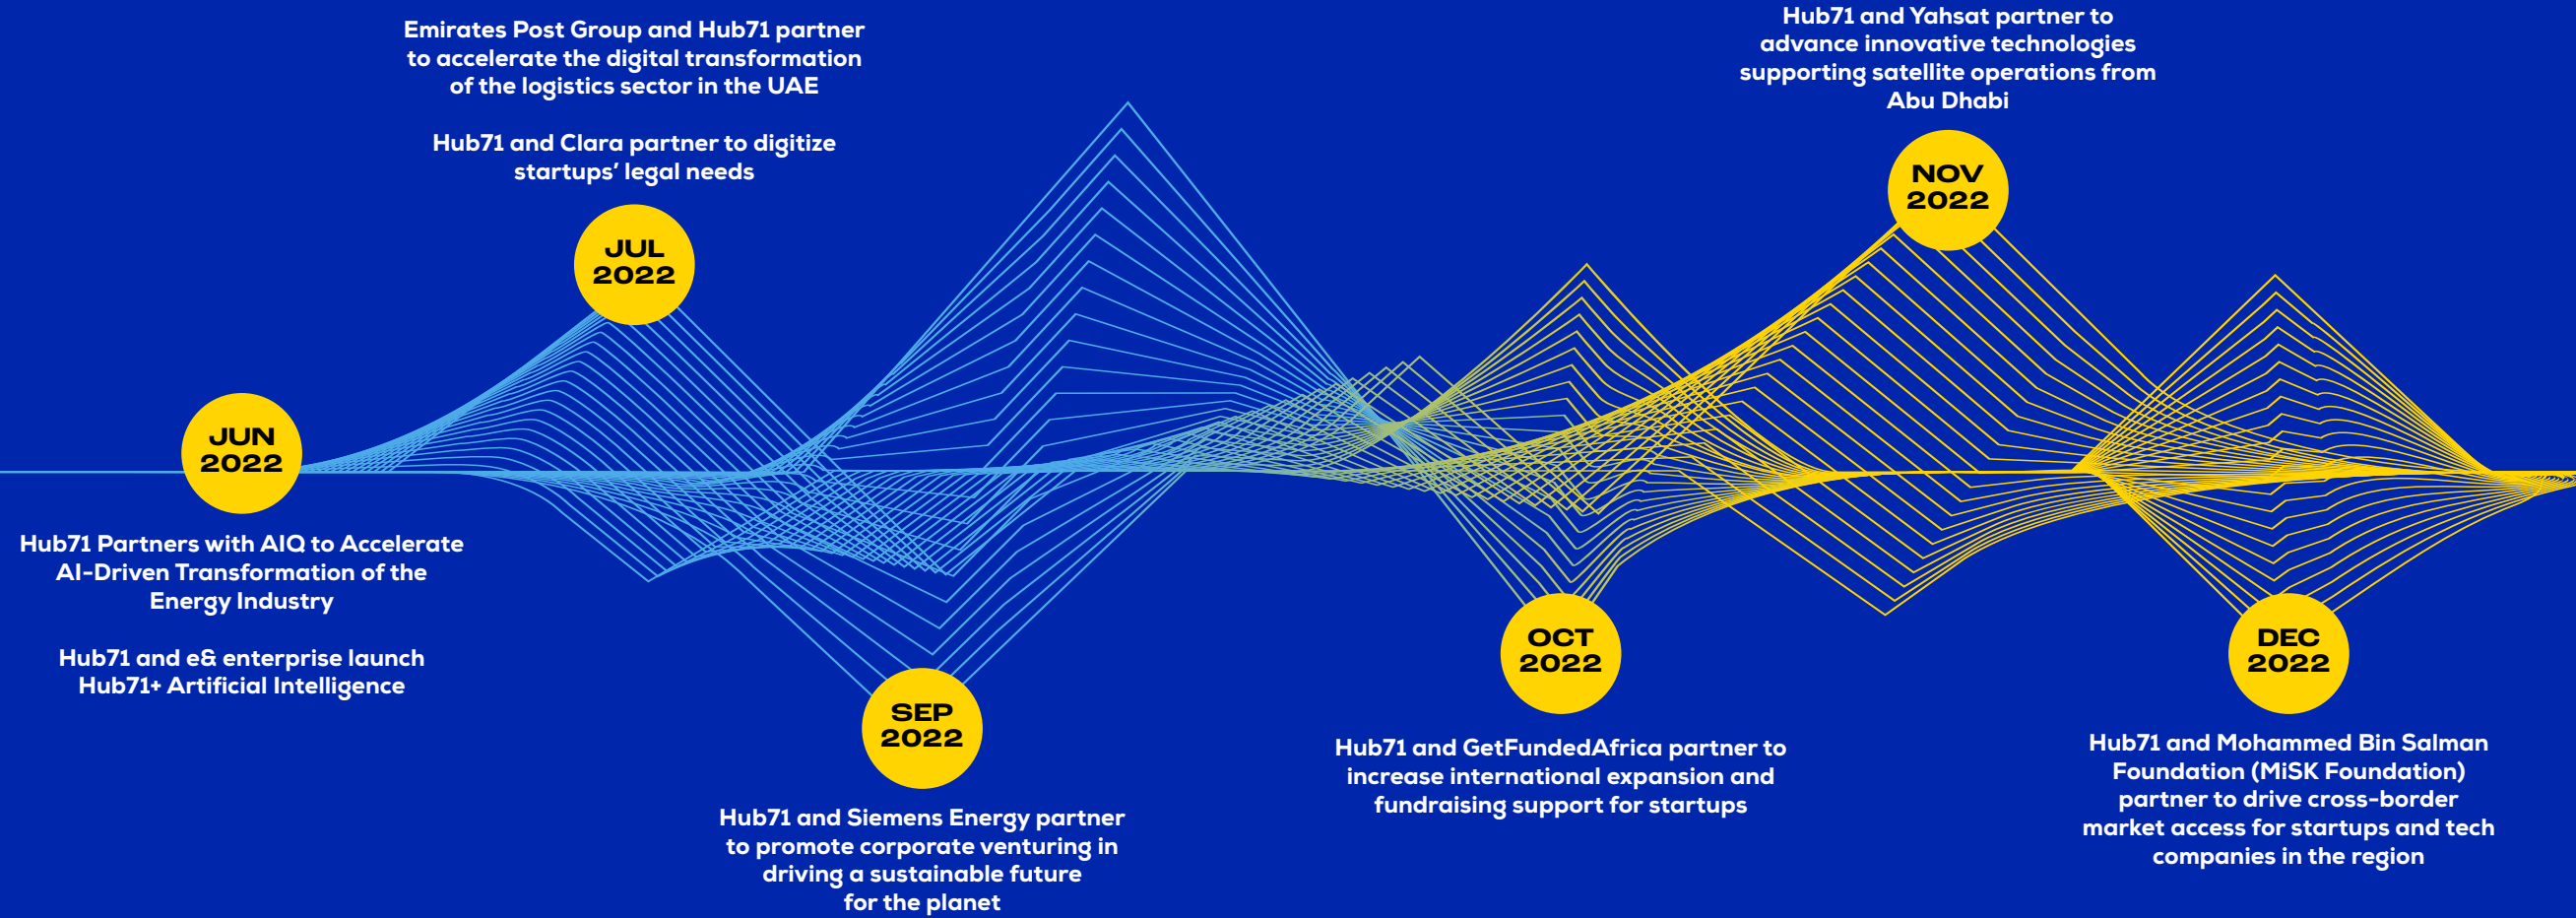 JUN
2022
Hub71 Partners with AIQ to Accelerate
AI-Driven Transformation of the
Energy Industry
Hub71 and e& enterprise launch
Hub71+ Artificial Intelligence
Emirates Post Group and Hub71 partner
to accelerate the digital transformation
of the logistics sector in the UAE
Hub71 and Clara partner to digitize
startups’ legal needs
JUL
2022
SEP
2022
Hub71 and Siemens Energy partner
to promote corporate venturing in
driving a sustainable future
for the planet
OCT
2022
Hub71 and GetFundedAfrica partner to
increase international expansion and
fundraising support for startups
Hub71 and Yahsat partner to
advance innovative technologies
supporting satellite operations from
Abu Dhabi
NOV
2022
DEC
2022
Hub71 and Mohammed Bin Salman
Foundation (MiSK Foundation)
partner to drive cross-border
market access for startups and tech
companies in the region